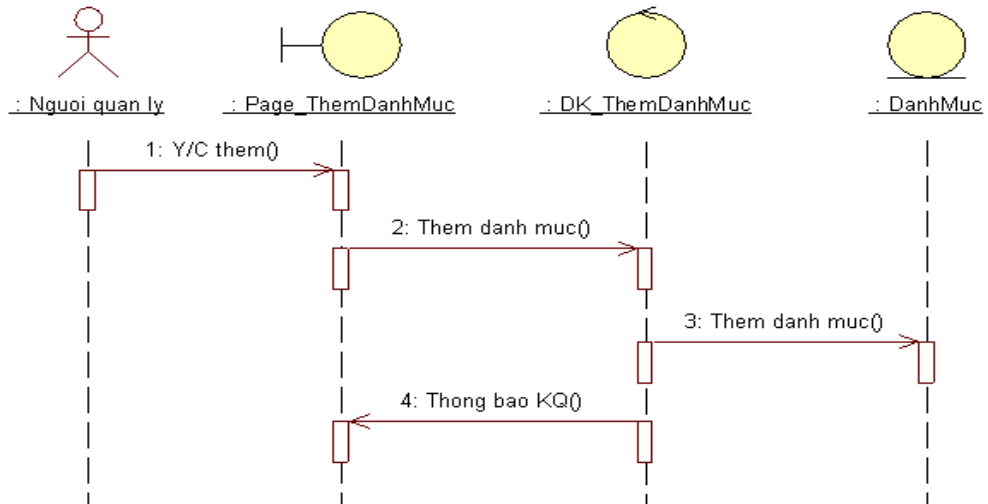 : Nguoi quan ly
: Page_ThemDanhMuc
: DK_ThemDanhMuc
: DanhMuc
1: Y/C them()
2: Them danh muc()
3: Them danh muc()
4: Thong bao KQ()